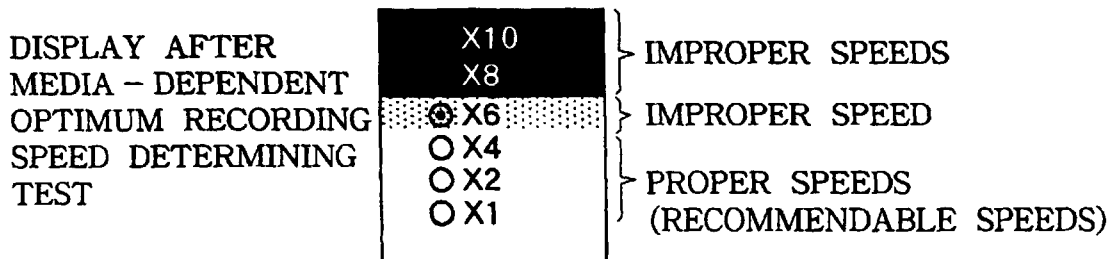 DISPLAY AFTER
MEDIA – DEPENDENT
OPTIMUM RECORDING
SPEED DETERMINING
TEST
X10
X8
X6
X4
X2
X1
IMPROPER SPEEDS
IMPROPER SPEED
PROPER SPEEDS
(RECOMMENDABLE SPEEDS)